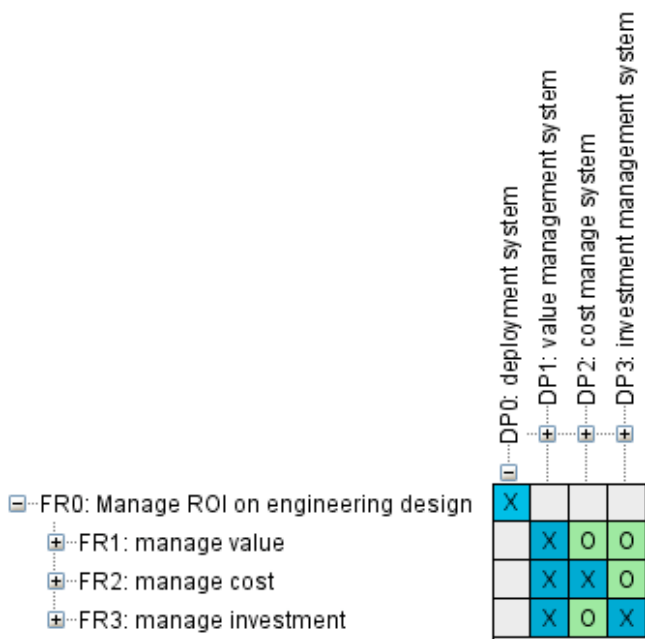 DP0: deployment system
DP1: value management system
DP2: cost manage system
DP3: investment management system
FR0: Manage ROI on engineering design X
FR1: manage value X O O
FR2: manage cost X X O
FR3: manage investment X O X